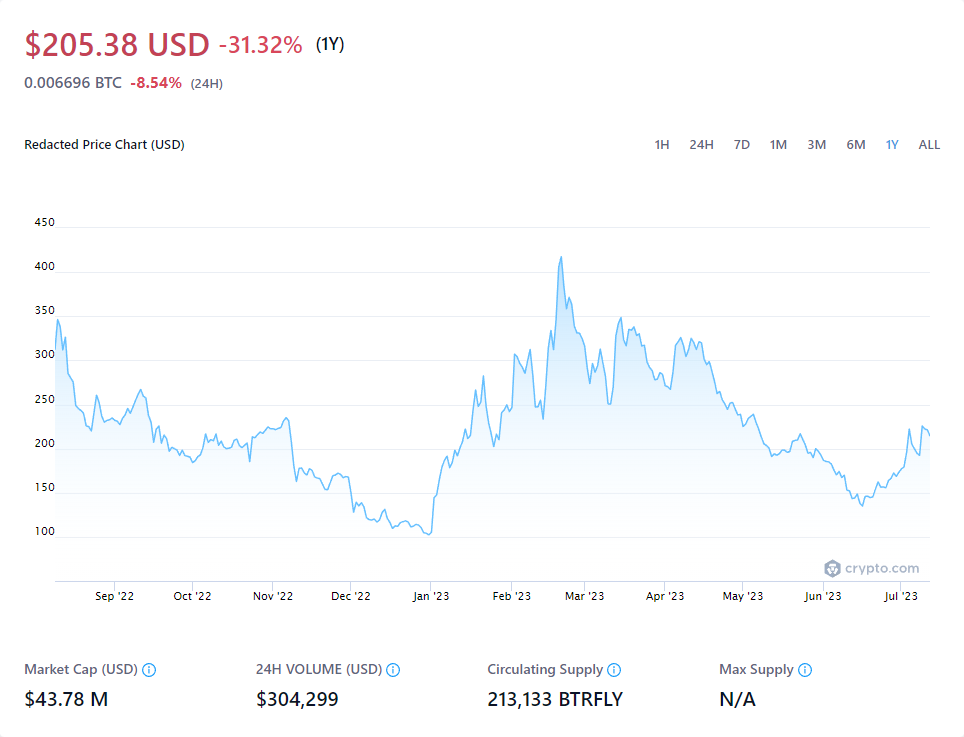 $205.38 USD -31.32% (1Y)
0.006696 BTC -8.54% (24H)
Redacted Price Chart (USD) 1H 24H 7D 1M 3M 6M 1Y ALL
450
400
350
300
250
200
150
100
crypto.com
Sep '22 Oct '22 Nov '22 Dec '22 Jan '23 Feb '23 Mar '23 Apr '23 May '23 Jun '23 Jul '23
Market Cap (USD) 24H VOLUME (USD) Circulating Supply Max Supply
$43.78 M $304,299 213,133 BTRFLY N/A